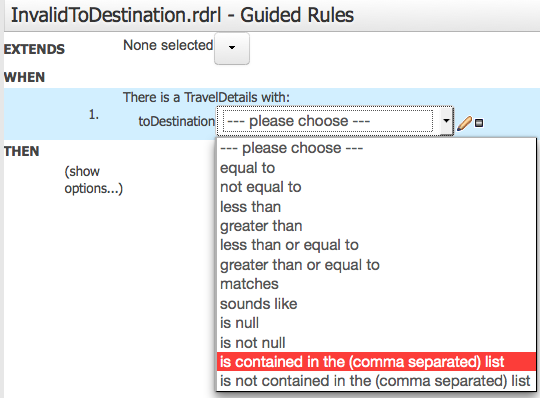 InvalidToDestination.rdrl - Guided Rules
EXTENDS None selected
WHEN
There is a TravelDetails with:
1.
toDestination --- please choose ---
--- please choose ---
equal to
not equal to
less than
greater than
less than or equal to
greater than or equal to
matches
sounds like
is null
is not null
is contained in the (comma separated) list
is not contained in the (comma separated) list
THEN
(show
options...)